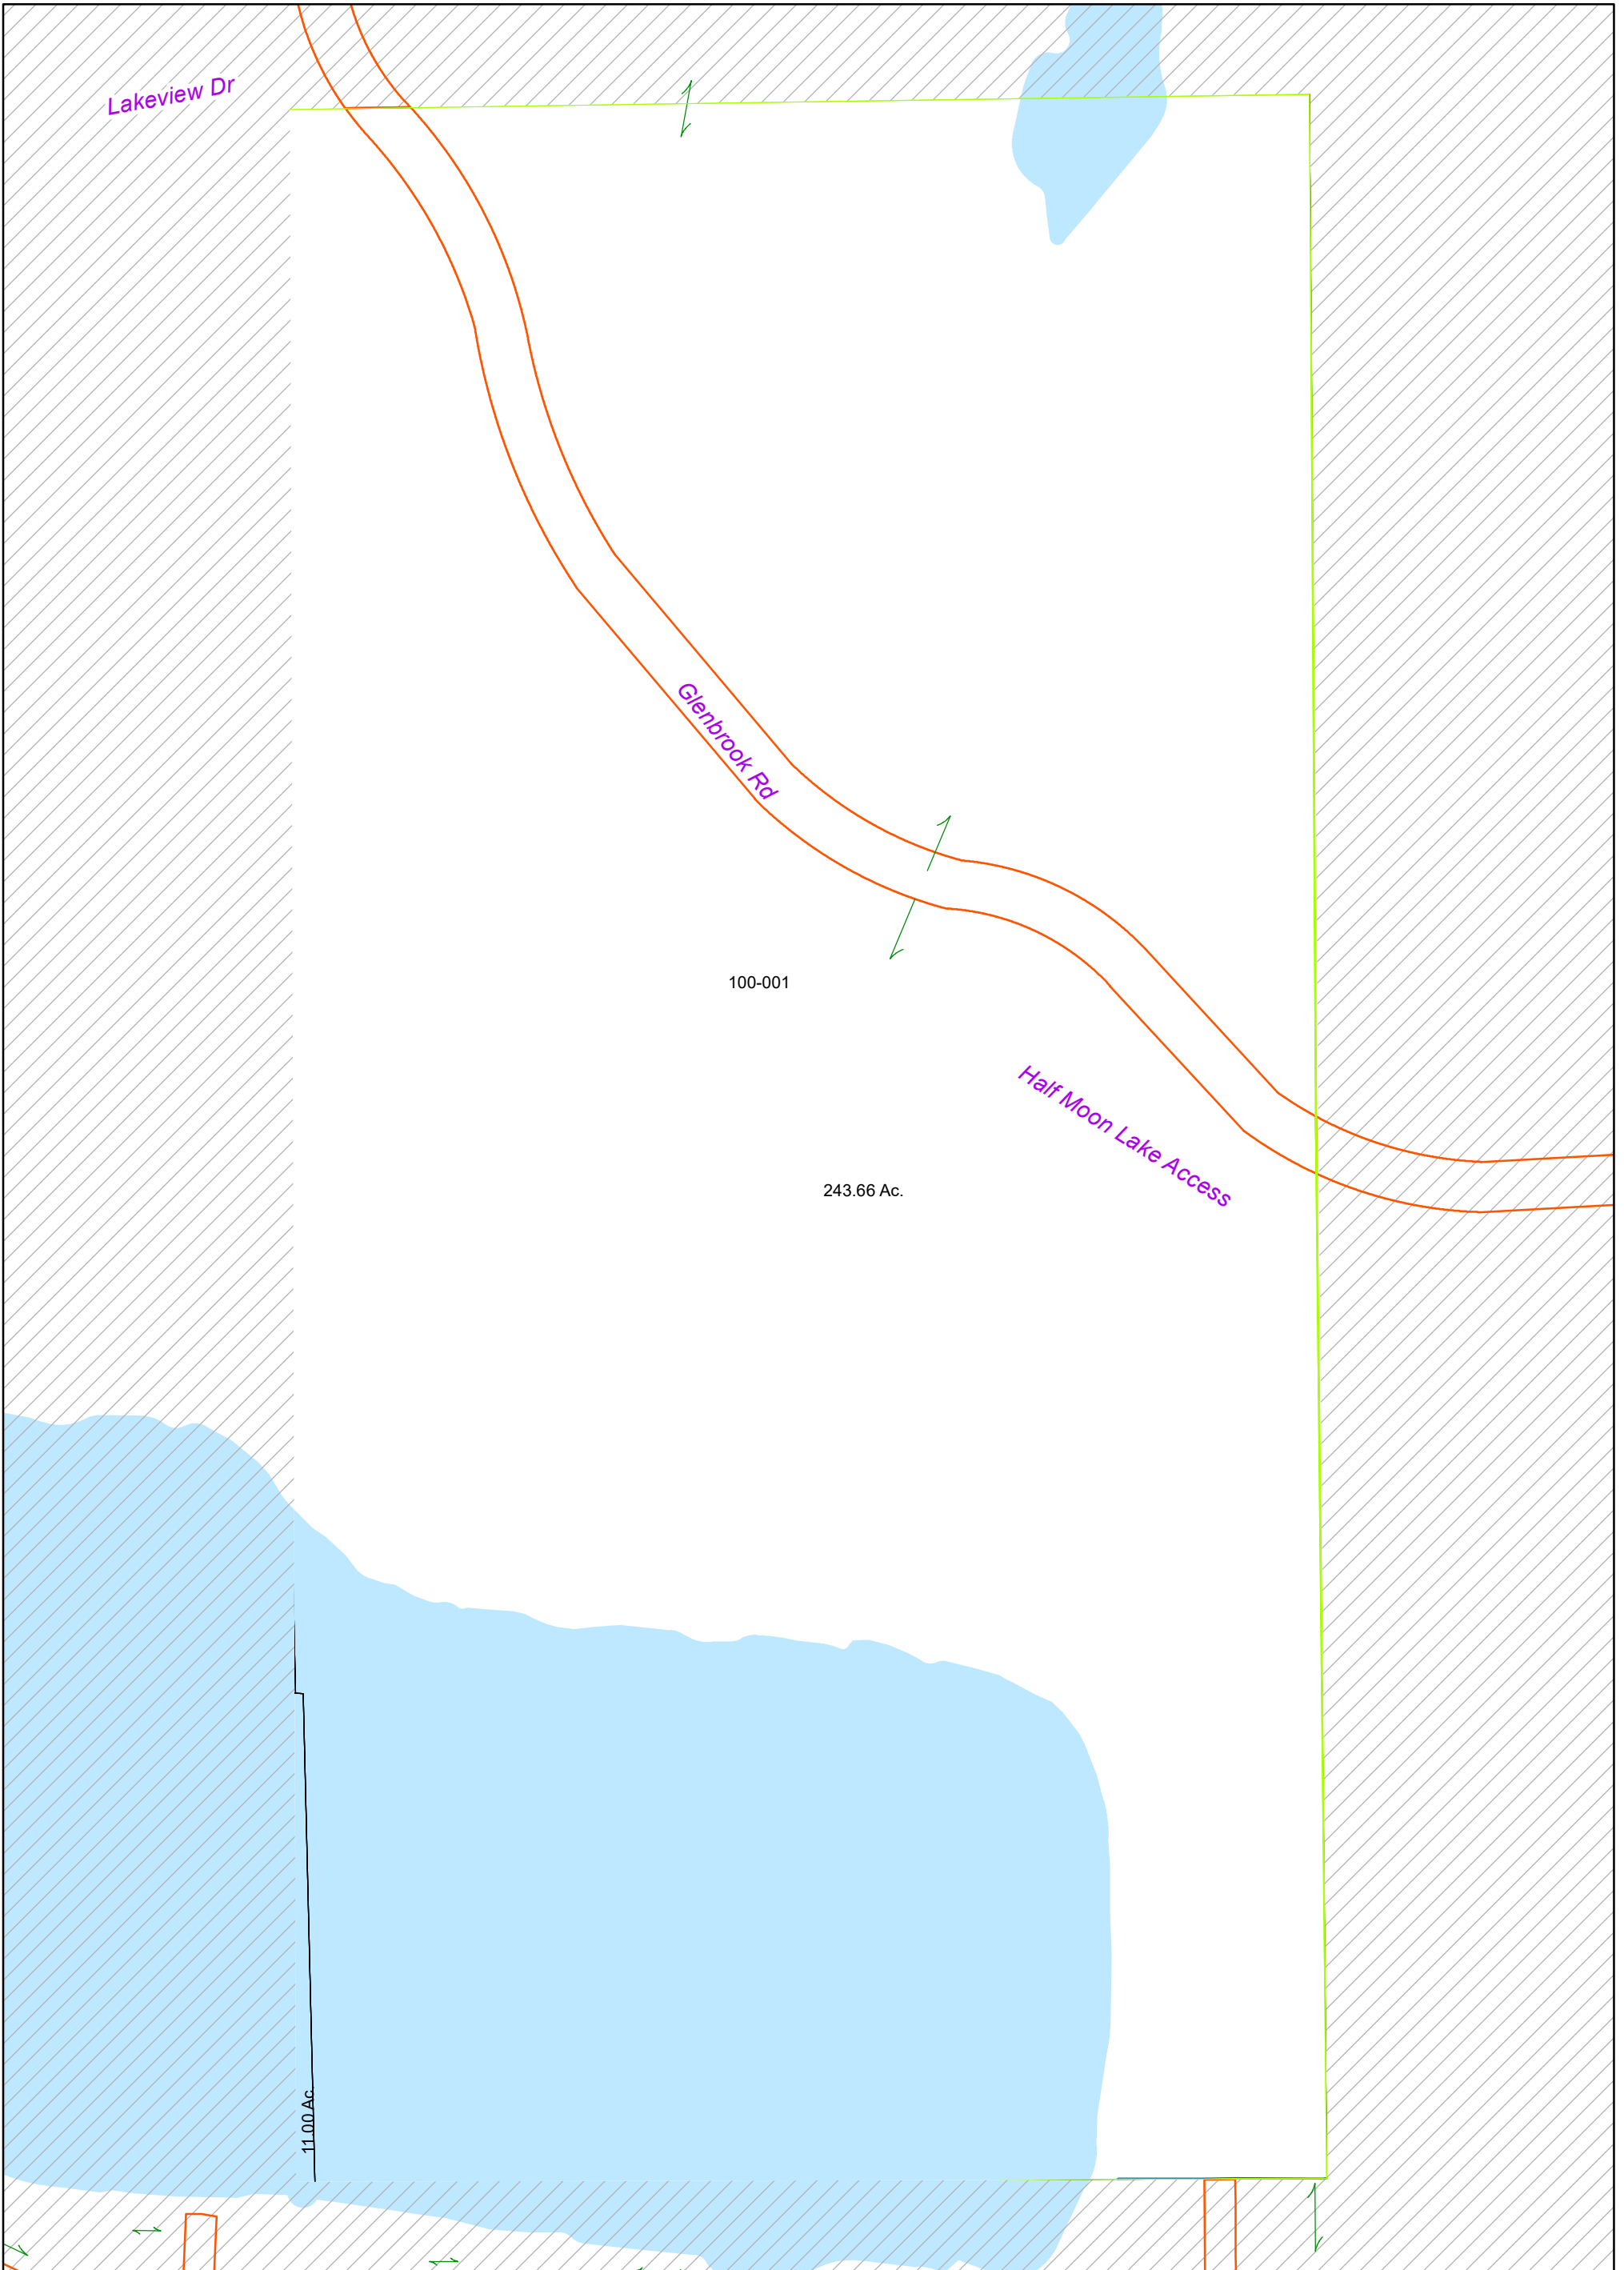 Lakeview Dr
Glenbrook Rd
100-001
Half Moon Lake Access
243.66 Ac.
11.00 Ac.